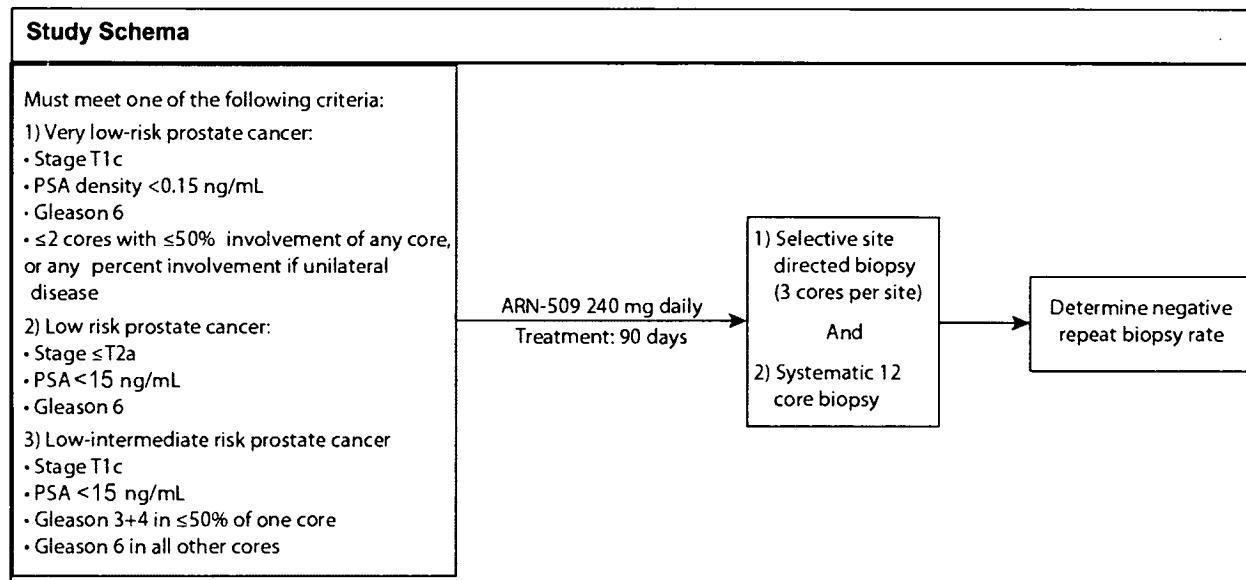 Study Schema
Must meet one of the following criteria:
1) Very low-risk prostate cancer:
• Stage T1c
• PSA density <0.15 ng/mL
• Gleason 6
• ≤2 cores with ≤50% involvement of any core,
or any percent involvement if unilateral
disease
2) Low risk prostate cancer:
• Stage ≤T2a
• PSA<15 ng/mL
• Gleason 6
3) Low-intermediate risk prostate cancer
• Stage T1c
• PSA <15 ng/mL
• Gleason 3+4 in ≤50% of one core
• Gleason 6 in all other cores
ARN-509 240 mg daily
Treatment: 90 days
1) Selective site
directed biopsy
(3 cores per site)
And
2) Systematic 12
core biopsy
Determine negative
repeat biopsy rate